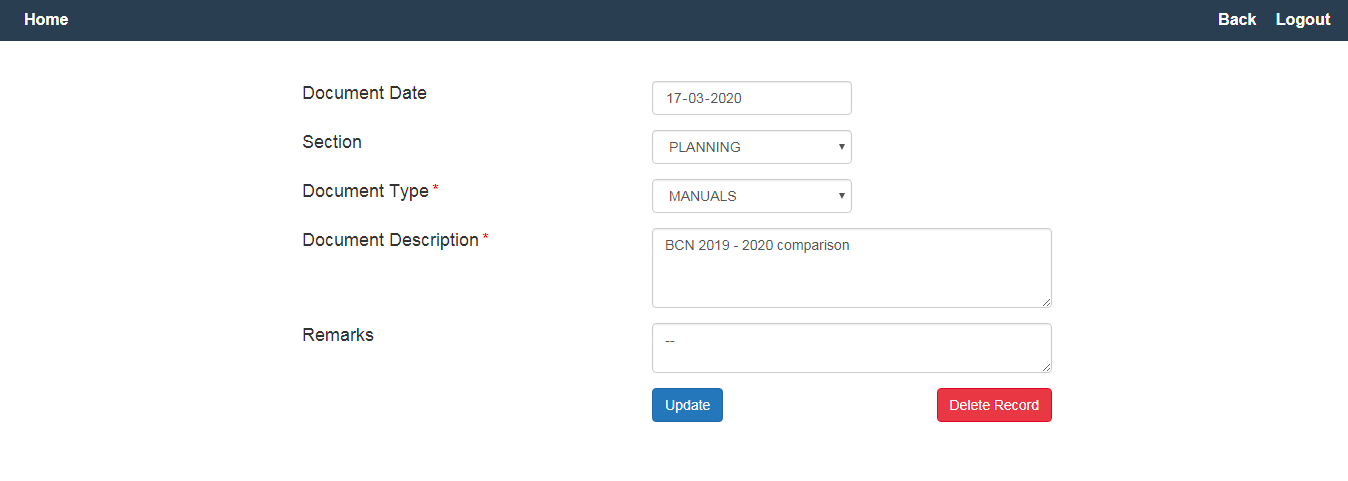 Home Back Logout
Document Date 17-03-2020
Section PLANNING
Document Type * MANUALS
Document Description * BCN 2019 - 2020 comparison
Remarks --
Update Delete Record